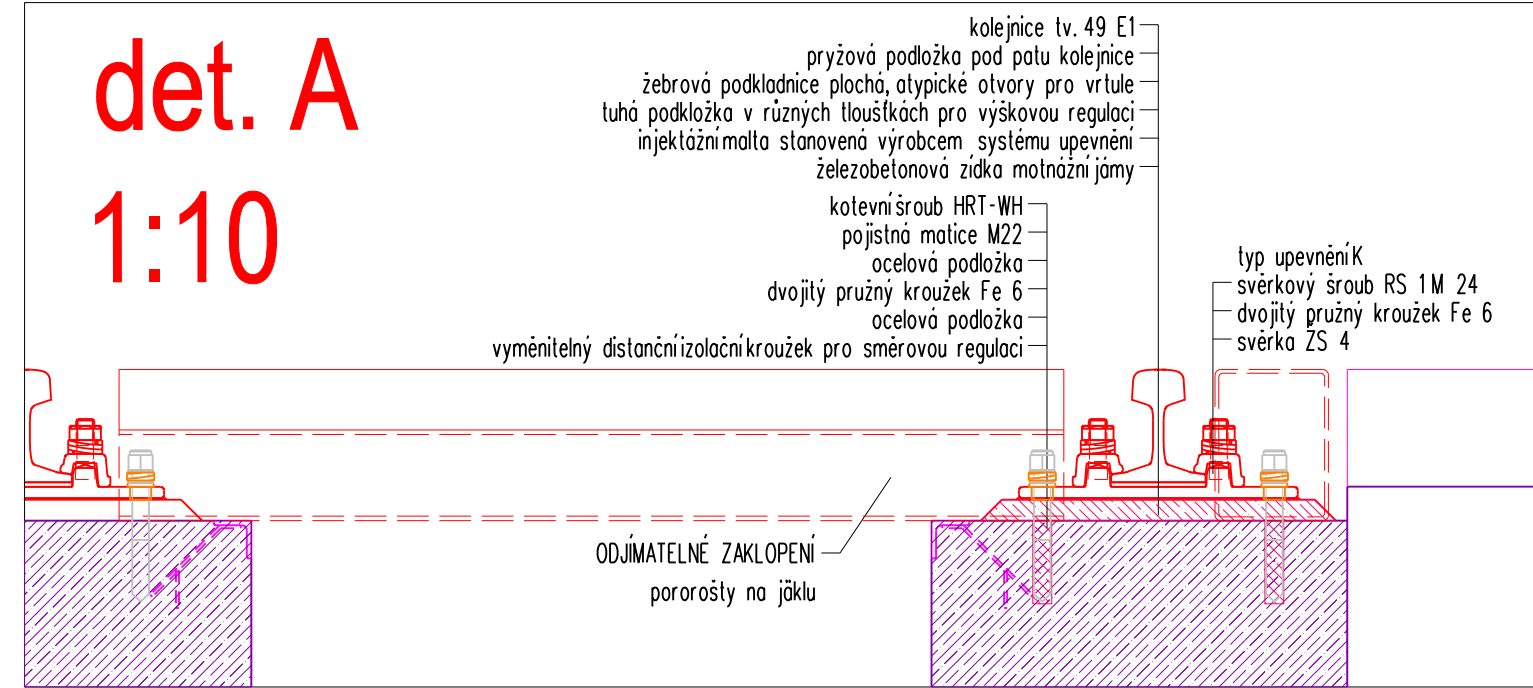 det. A
1:10
kolejnice tv. 49 E1
pryžová podložka pod patu kolejnice
žebrová podkladnice plochá, atypické otvory pro vrtule
tuhá podkložka v různých tloušťkách pro výškovou regulaci
injektážní malta stanovená výrobcem systému upevnění
železobetonová zídka motnážní jámy
kotevní šroub HRT-WH
pojistná matice M22
ocelová podložka
dvojitý pružný kroužek Fe 6
ocelová podložka
vyměnitelný distanční izolační kroužek pro směrovou regulaci
typ upevnění K
svěrkový šroub RS 1 M 24
dvojitý pružný kroužek Fe 6
svěrka ŽS 4
ODJÍMATELNÉ ZAKLOPENÍ
pororošty na jäklu